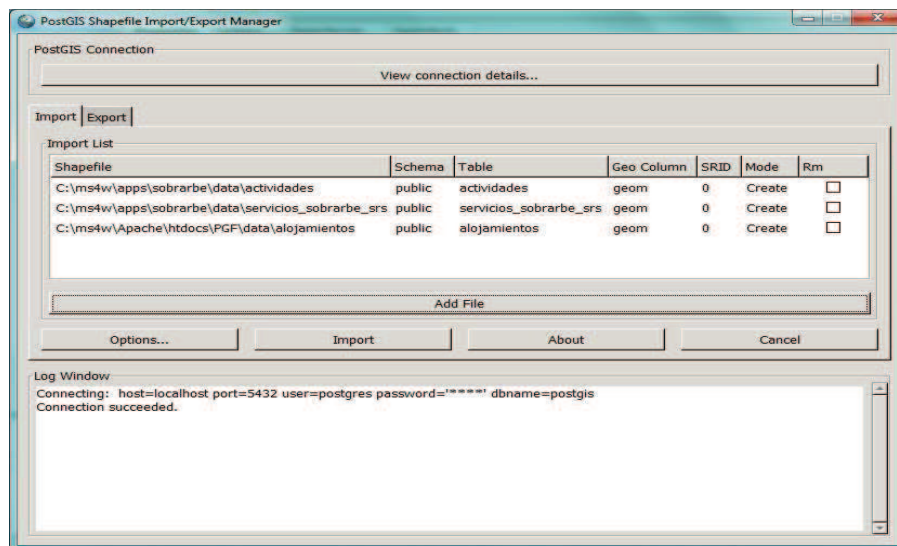 PostGIS Shapefile Import/Export Manager
PostGIS Connection
View connection details...
Import Export
Import List
Shapefile Schema Table Geo Column SRID Mode Rm
C:\ms4w\apps\sobrarbe\data\actividades public actividades geom 0 Create
C:\ms4w\apps\sobrarbe\data\servicios_sobrarbe_srs public servicios_sobrarbe_srs geom 0 Create
C:\ms4w\Apache\htdocs\PGF\data\alojamientos public alojamientos geom 0 Create
Add File
Options... Import About Cancel
Log Window
Connecting: host=localhost port=5432 user=postgres password='****' dbname=postgis
Connection succeeded.